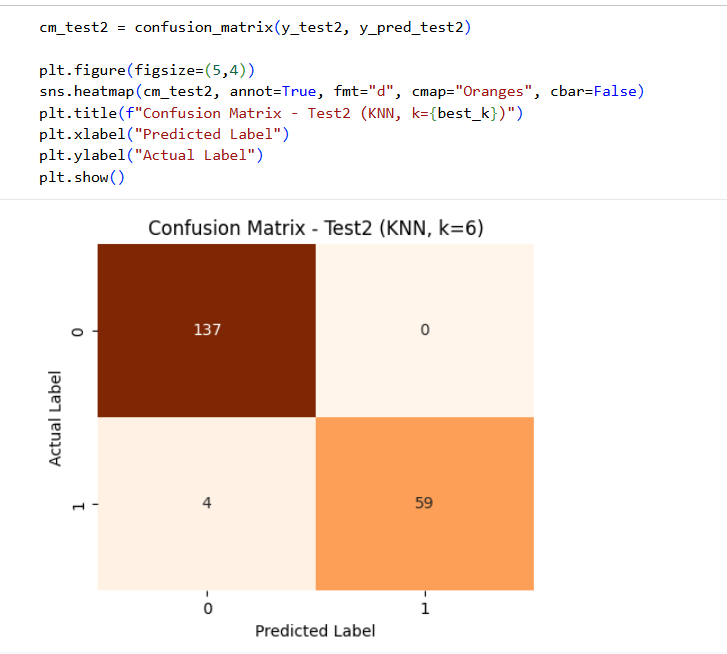 cm_test2 = confusion_matrix(y_test2, y_pred_test2)
plt.figure(figsize=(5,4))
sns.heatmap(cm_test2, annot=True, fmt="d", cmap="Oranges", cbar=False)
plt.title(f"Confusion Matrix - Test2 (KNN, k={best_k})")
plt.xlabel("Predicted Label")
plt.ylabel("Actual Label")
plt.show()
Confusion Matrix - Test2 (KNN, k=6)
Actual Label
0
137
0
1
4
59
0
1
Predicted Label